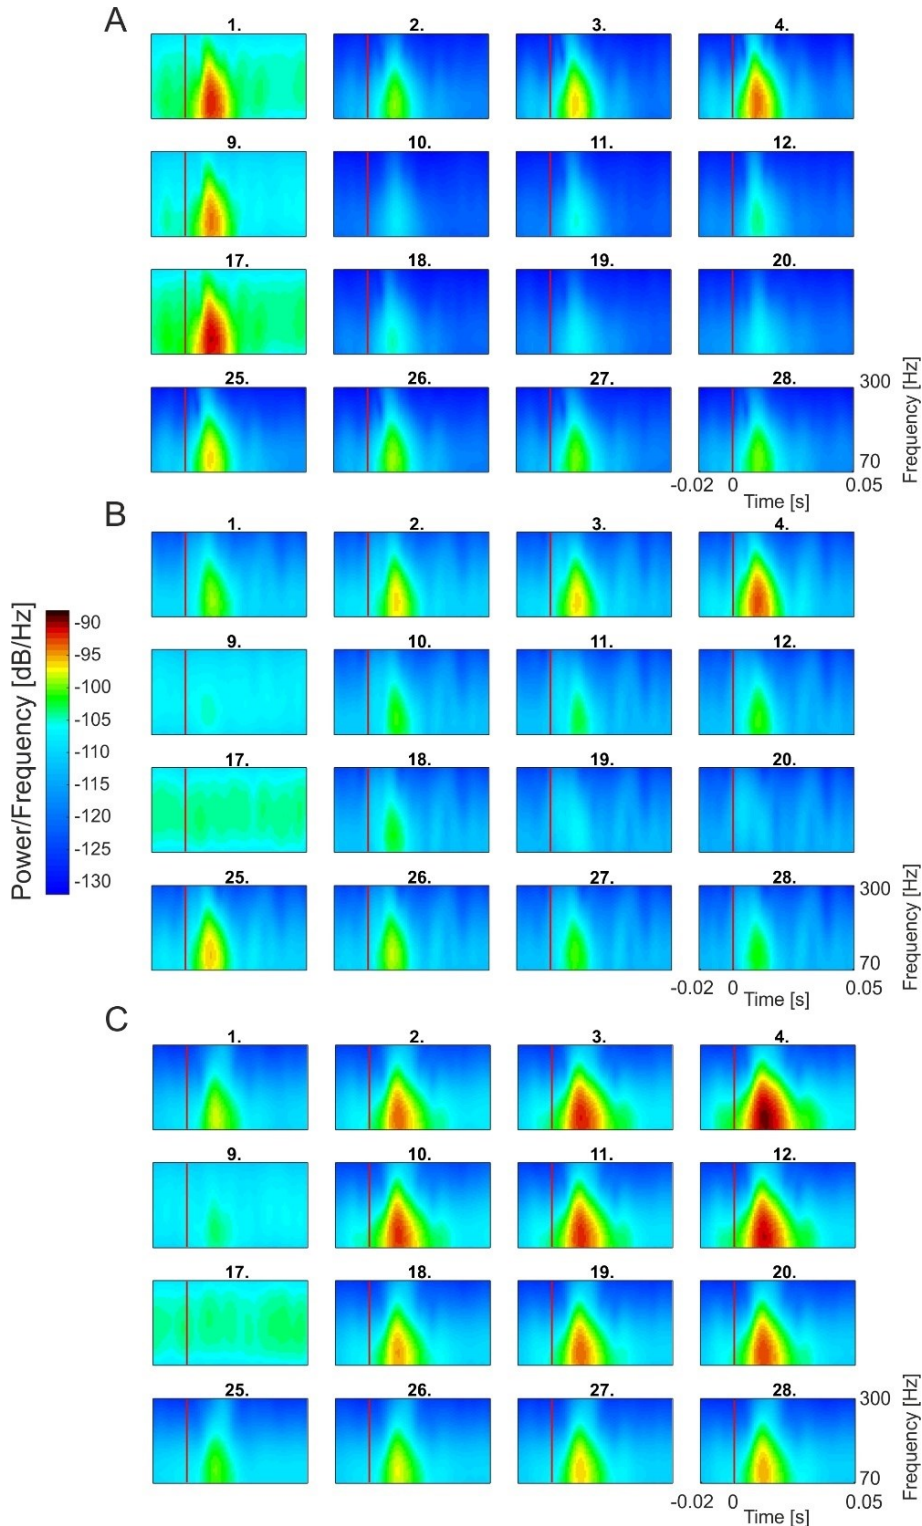 A
1. 2. 3. 4.
9. 10. 11. 12.
17. 18. 19. 20.
25. 26. 27. 28.
300
70
Frequency [Hz]
-0.02 0 0.05
Time [s]
B
1. 2. 3. 4.
9. 10. 11. 12.
17. 18. 19. 20.
25. 26. 27. 28.
300
70
Frequency [Hz]
-0.02 0 0.05
Time [s]
Power/Frequency [dB/Hz]
-90
-95
-100
-105
-110
-115
-120
-125
-130
C
1. 2. 3. 4.
9. 10. 11. 12.
17. 18. 19. 20.
25. 26. 27. 28.
300
70
Frequency [Hz]
-0.02 0 0.05
Time [s]